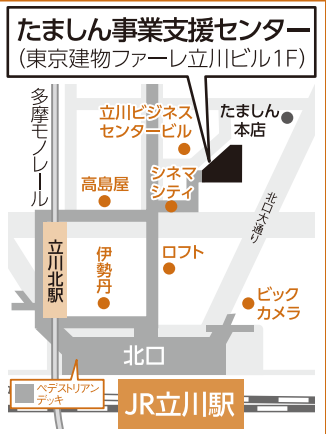 たましん事業支援センター
(東京建物ファーレ立川ビル1F)
多摩モノレール
立川ビジネス
センタービル
たましん
本店
シネマ
シティ
高島屋
北口大通り
立川北駅
伊勢丹
ロフト
ビック
カメラ
北口
ペデストリアン
デッキ
JR立川駅